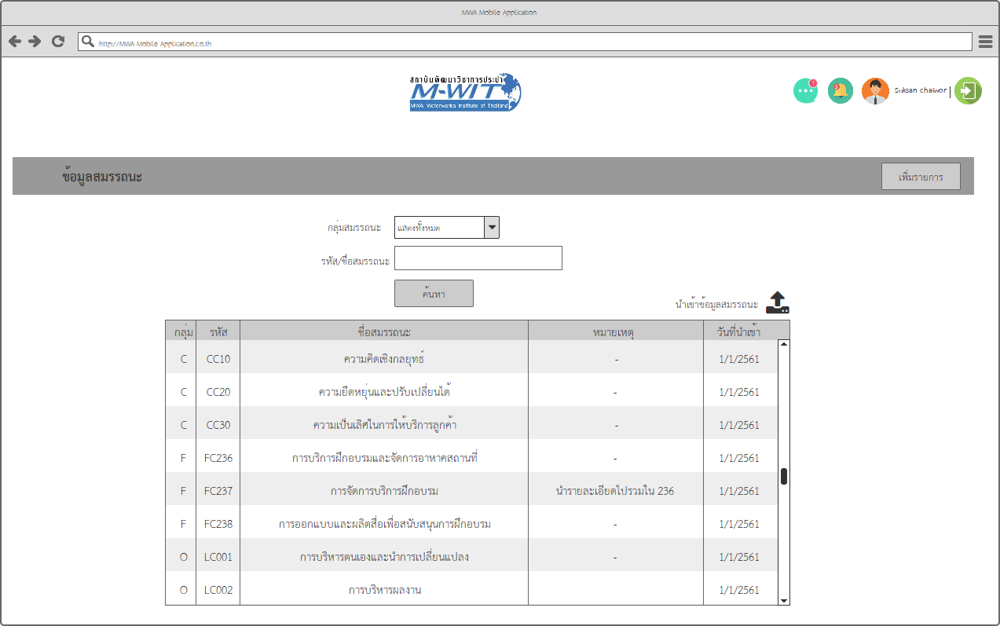 MWA Mobile Application
http://MWA Mobile Application.co.th
สถาบันพัฒนาวิชาการประปา
M-WIT
MWA Waterworks Institute of Thailand
1
5
Suksan chaiwon
ข้อมูลสมรรถนะ
เพิ่มรายการ
กลุ่มสมรรถนะ แสดงทั้งหมด
รหัส/ชื่อสมรรถนะ
ค้นหา
นำเข้าข้อมูลสมรรถนะ
กลุ่ม รหัส ชื่อสมรรถนะ หมายเหตุ วันที่นำเข้า
C CC10 ความคิดเชิงกลยุทธ์ - 1/1/2561
C CC20 ความยืดหยุ่นและปรับเปลี่ยนได้ - 1/1/2561
C CC30 ความเป็นเลิศในการให้บริการลูกค้า - 1/1/2561
F FC236 การบริการฝึกอบรมและจัดการอาหาคสถานที่ - 1/1/2561
F FC237 การจัดการบริการฝึกอบรม นำรายละเอียดไปรวมใน 236 1/1/2561
F FC238 การออกแบบและผลิตสื่อเพื่อสนับสนุนการฝึกอบรม - 1/1/2561
O LC001 การบริหารตนเองและนำการเปลี่ยนแปลง - 1/1/2561
O LC002 การบริหารผลงาน 1/1/2561